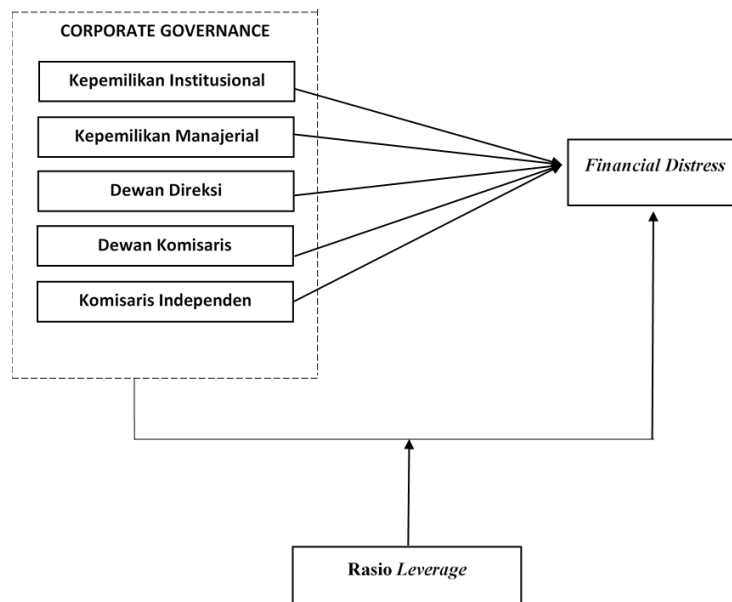 CORPORATE GOVERNANCE
Kepemilikan Institusional
Kepemilikan Manajerial
Dewan Direksi
Dewan Komisaris
Komisaris Independen
Financial Distress
Rasio Leverage